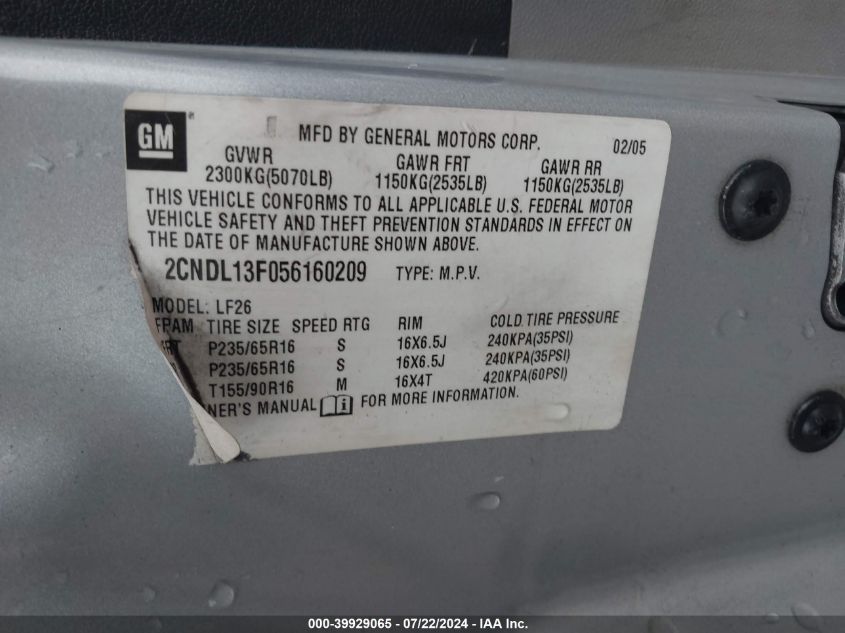 GM
MFD BY GENERAL MOTORS CORP. 02/05
GVWR GAWR FRT GAWR RR
2300KG(5070LB) 1150KG(2535LB) 1150KG(2535LB)
THIS VEHICLE CONFORMS TO ALL APPLICABLE U.S. FEDERAL MOTOR
VEHICLE SAFETY AND THEFT PREVENTION STANDARDS IN EFFECT ON
THE DATE OF MANUFACTURE SHOWN ABOVE.
2CNDL13F056160209 TYPE: M.P.V.
MODEL: LF26
TIRE SIZE SPEED RTG RIM COLD TIRE PRESSURE
P235/65R16 S 16X6.5J 240KPA(35PSI)
P235/65R16 S 16X6.5J 240KPA(35PSI)
T155/90R16 M 16X4T 420KPA(60PSI)
NER'S MANUAL i FOR MORE INFORMATION.
000-39929065 - 07/22/2024 - IAAI.com